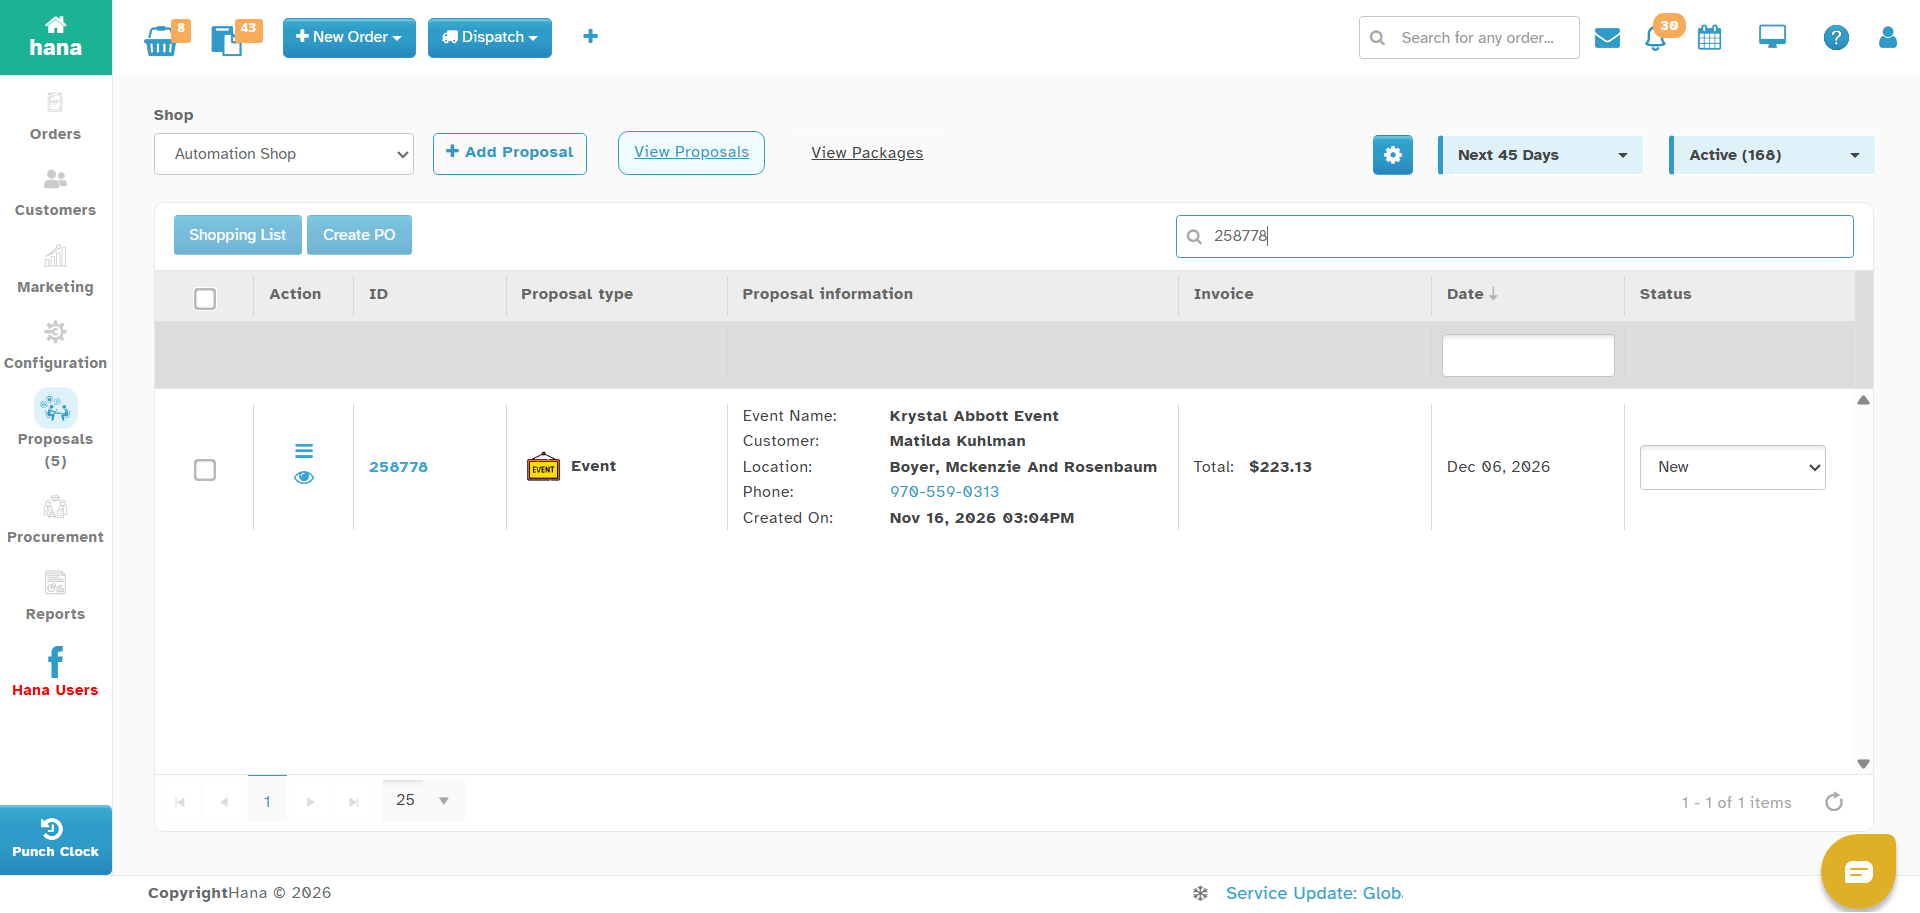 hana
8
43
New Order
Dispatch
Search for any order...
30
?
Orders
Customers
Marketing
Configuration
Proposals
(5)
Procurement
Reports
Hana Users
Punch Clock
Shop
Automation Shop
Add Proposal
View Proposals
View Packages
Next 45 Days
Active (168)
Shopping List
Create PO
258778
Action
ID
Proposal type
Proposal information
Invoice
Date
Status
258778
EVENT
Event
Event Name: Krystal Abbott Event
Customer: Matilda Kuhlman
Location: Boyer, Mckenzie And Rosenbaum
Phone: 970-559-0313
Created On: Nov 16, 2026 03:04PM
Total: $223.13
Dec 06, 2026
New
1
25
1 - 1 of 1 items
CopyrightHana © 2026
Service Update: Glob